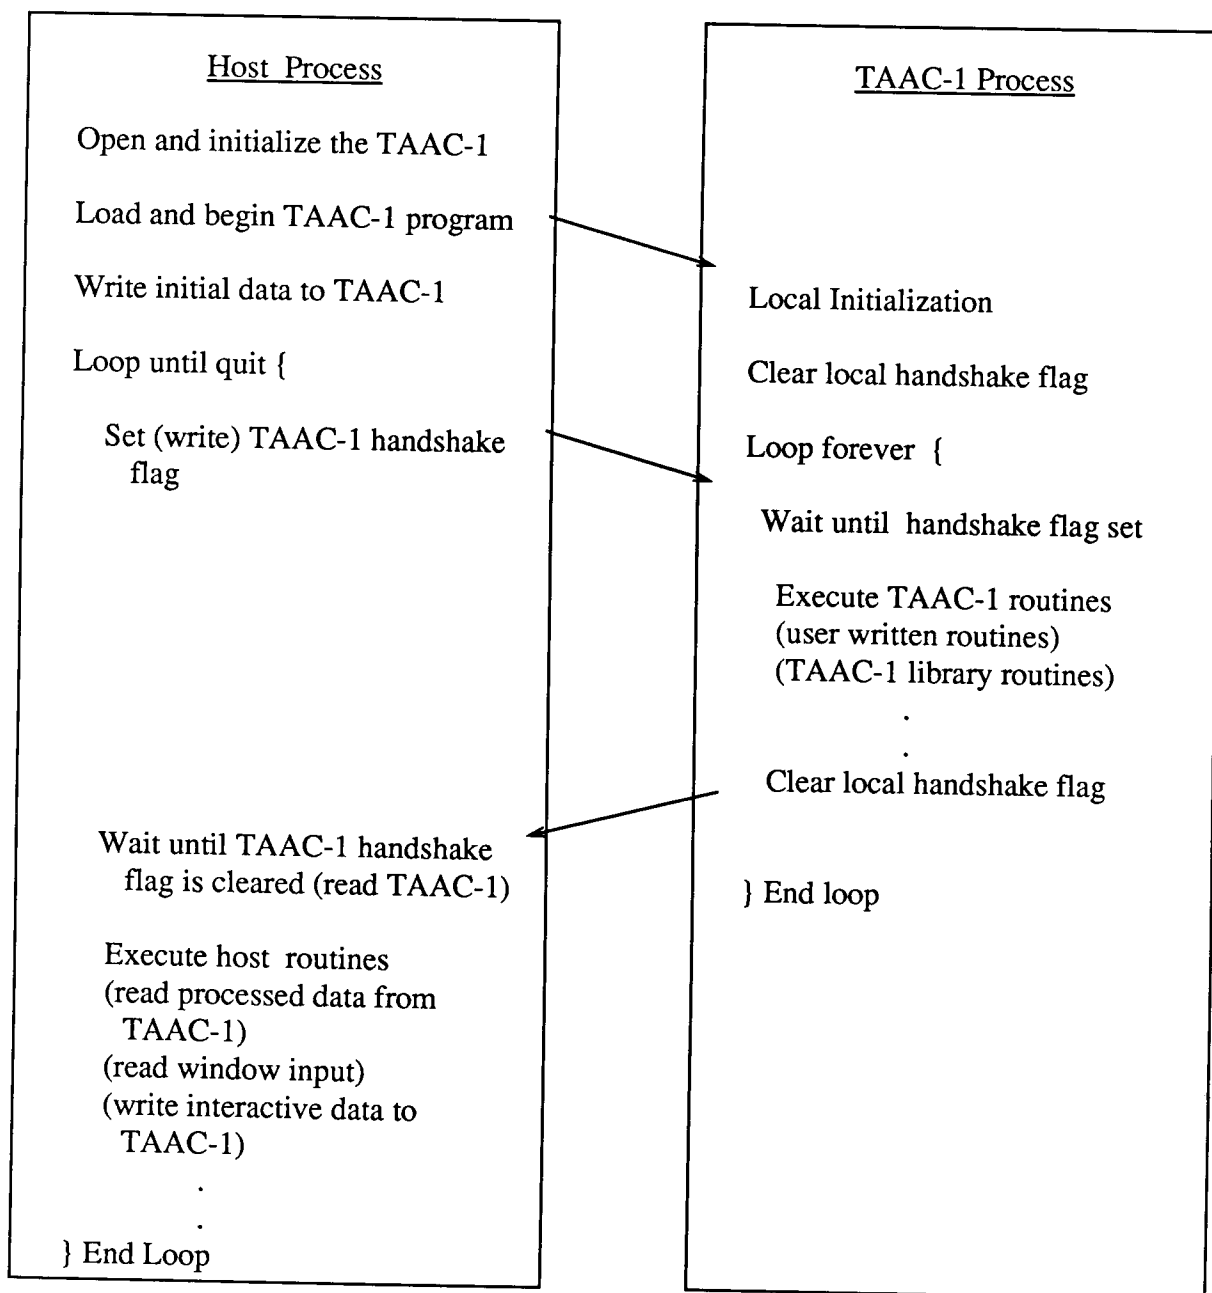 Host Process
Open and initialize the TAAC-1
Load and begin TAAC-1 program
Write initial data to TAAC-1
Loop until quit {
Set (write) TAAC-1 handshake
flag
Wait until TAAC-1 handshake
flag is cleared (read TAAC-1)
Execute host routines
(read processed data from
TAAC-1)
(read window input)
(write interactive data to
TAAC-1)
.
.
} End Loop
TAAC-1 Process
Local Initialization
Clear local handshake flag
Loop forever {
Wait until handshake flag set
Execute TAAC-1 routines
(user written routines)
(TAAC-1 library routines)
.
.
Clear local handshake flag
} End loop